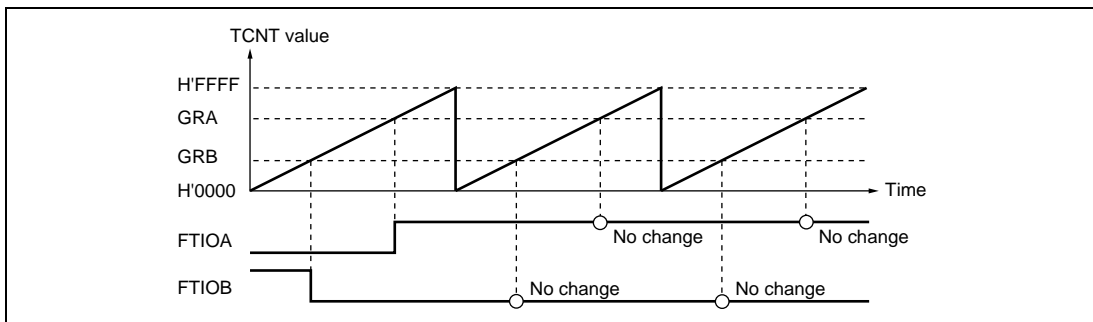 TCNT value
H'FFFF
GRA
GRB
H'0000
Time
FTIOA
No change
No change
FTIOB
No change
No change